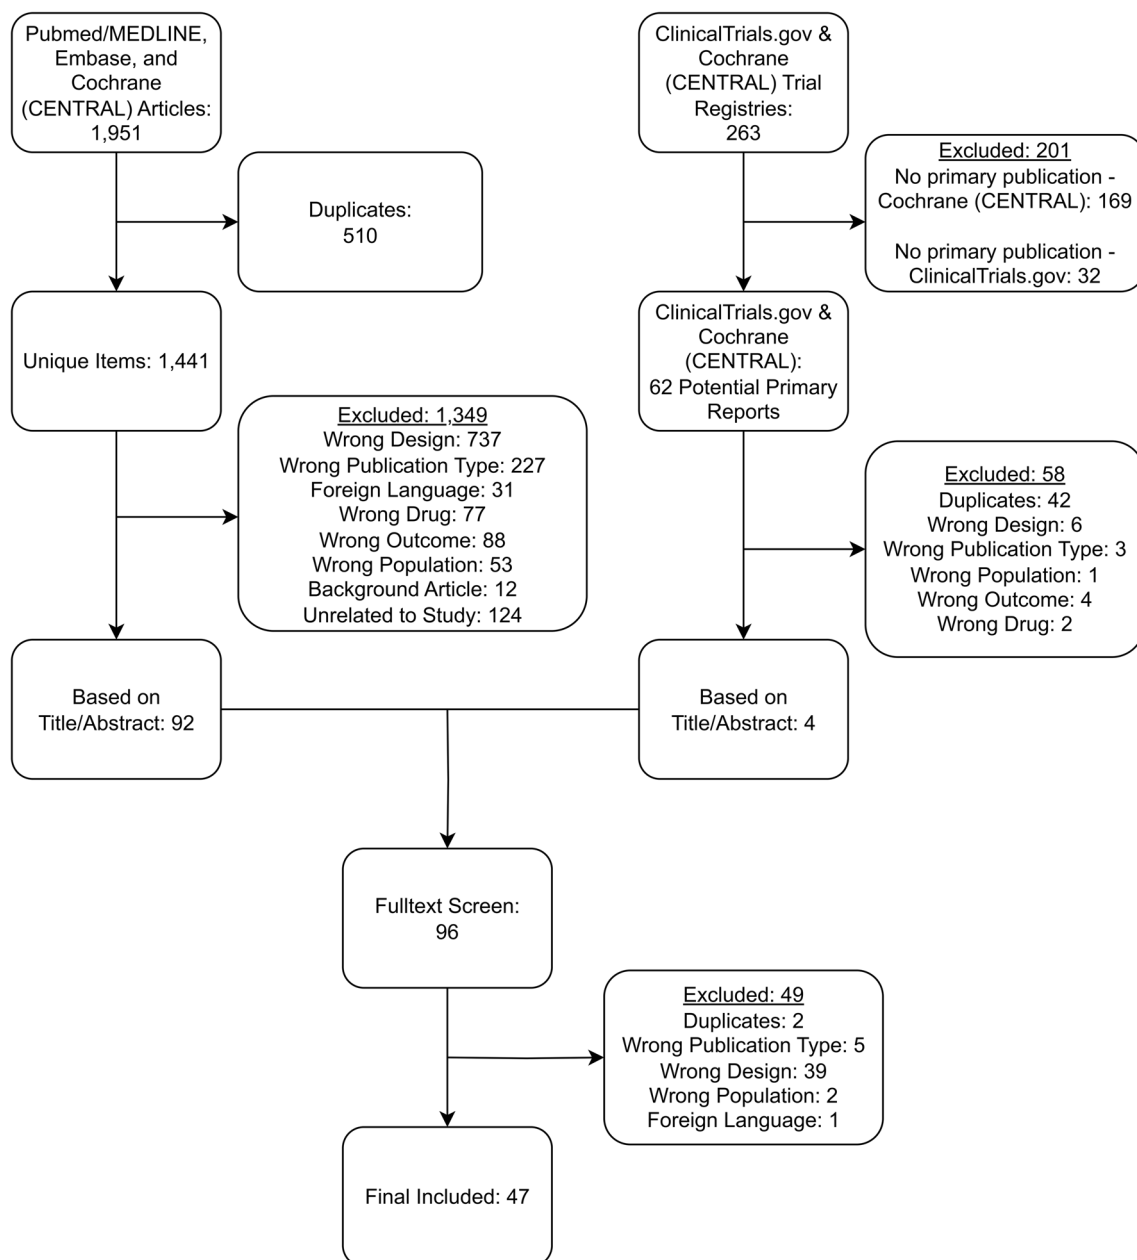 Pubmed/MEDLINE,
Embase, and
Cochrane
(CENTRAL) Articles:
1,951
Duplicates:
510
Unique Items: 1,441
Excluded: 1,349
Wrong Design: 737
Wrong Publication Type: 227
Foreign Language: 31
Wrong Drug: 77
Wrong Outcome: 88
Wrong Population: 53
Background Article: 12
Unrelated to Study: 124
Based on
Title/Abstract: 92
ClinicalTrials.gov &
Cochrane
(CENTRAL) Trial
Registries:
263
Excluded: 201
No primary publication -
Cochrane (CENTRAL): 169
No primary publication -
ClinicalTrials.gov: 32
ClinicalTrials.gov &
Cochrane
(CENTRAL):
62 Potential Primary
Reports
Excluded: 58
Duplicates: 42
Wrong Design: 6
Wrong Publication Type: 3
Wrong Population: 1
Wrong Outcome: 4
Wrong Drug: 2
Based on
Title/Abstract: 4
Fulltext Screen:
96
Excluded: 49
Duplicates: 2
Wrong Publication Type: 5
Wrong Design: 39
Wrong Population: 2
Foreign Language: 1
Final Included: 47